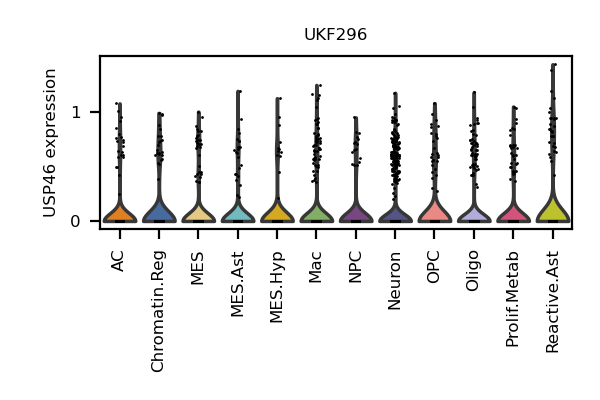 UKF296
USP46 expression
1
0
AC
Chromatin.Reg
MES
MES.Ast
MES.Hyp
Mac
NPC
Neuron
OPC
Oligo
Prolif.Metab
Reactive.Ast